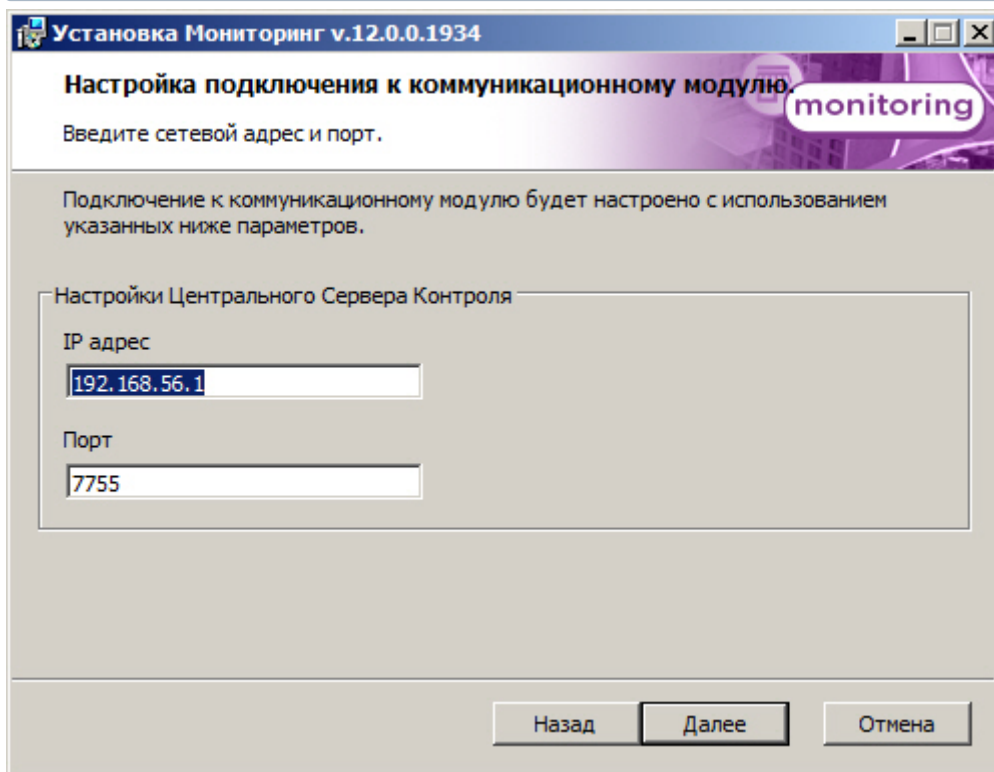 Установка Мониторинг v.12.0.0.1934
Настройка подключения к коммуникационному модулю.
monitoring
Введите сетевой адрес и порт.
Подключение к коммуникационному модулю будет настроено с использованием
указанных ниже параметров.
Настройки Центрального Сервера Контроля
IP адрес
192.168.56.1
Порт
7755
Назад Далее Отмена